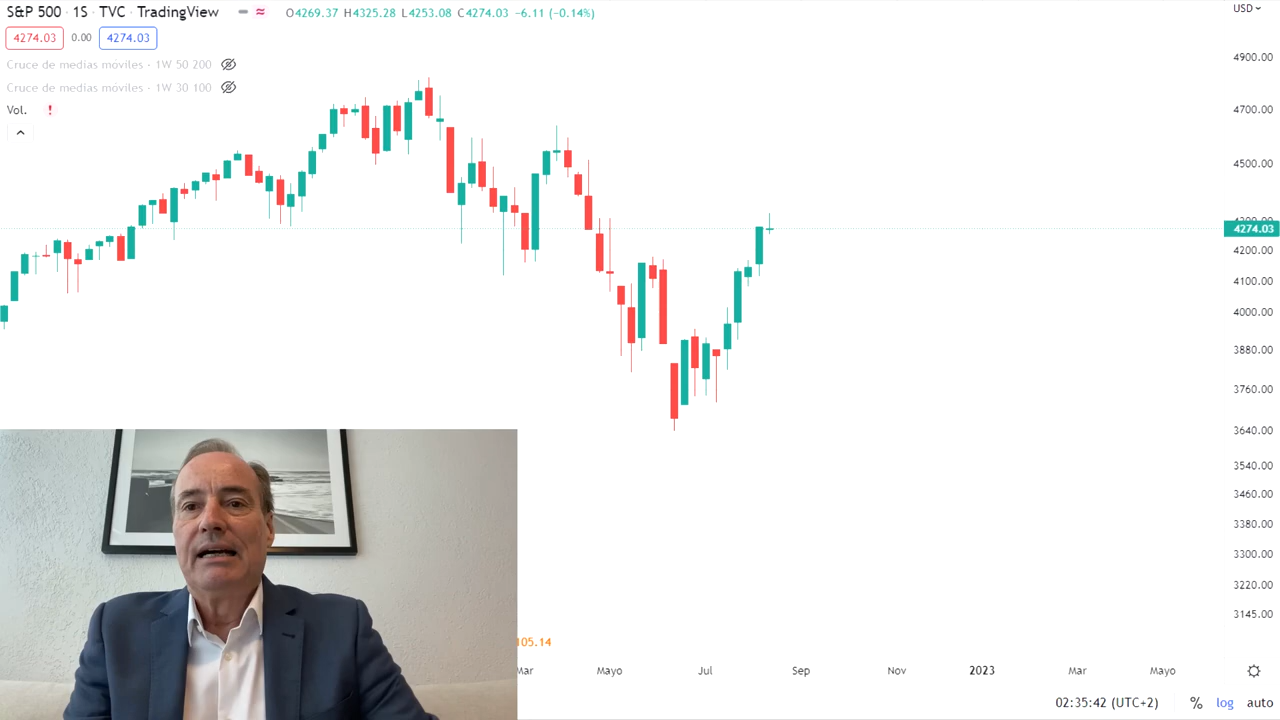 S&P 500 · 1S · TVC · TradingView
O4269.37 H4325.28 L4253.08 C4274.03 −6.11 (−0.14%)
USD
4274.03 0.00 4274.03
Cruce de medias móviles · 1W 50 200
Cruce de medias móviles · 1W 30 100
Vol. !
4900.00
4700.00
4500.00
4274.03
4200.00
4100.00
4000.00
3880.00
3760.00
3640.00
3540.00
3460.00
3380.00
3300.00
3220.00
3145.00
105.14
Mar Mayo Jul Sep Nov 2023 Mar Mayo
02:35:42 (UTC+2) % log auto